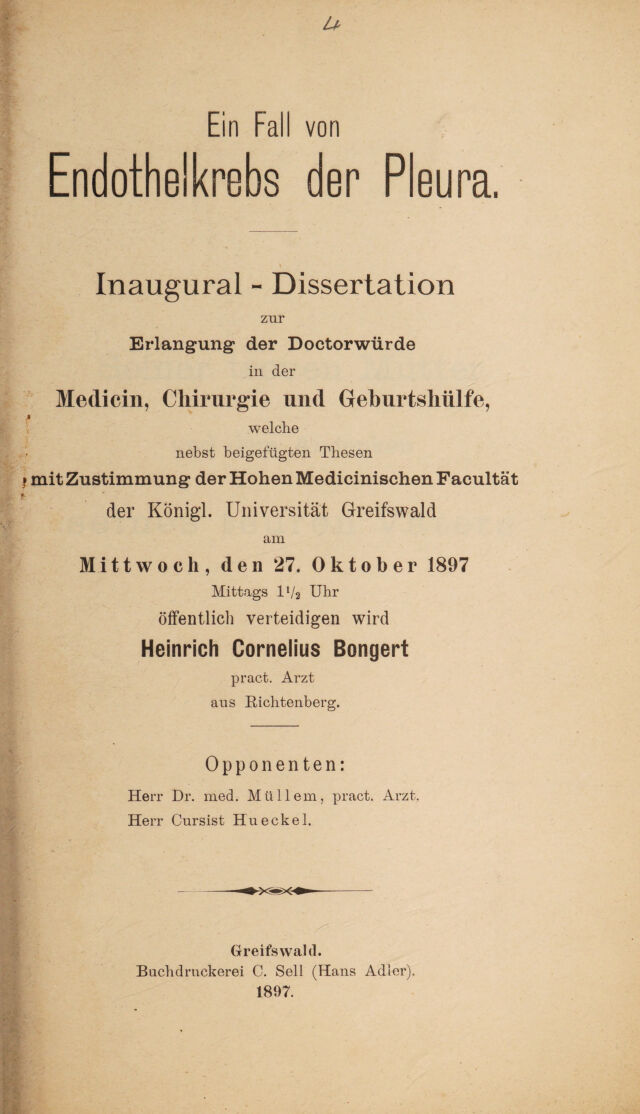 4
Ein Fall von
Endothelkrebs der Pleura.
Inaugural - Dissertation
zur
Erlangung der Doctorwürde
in der
Medicin, Chirurgie und Geburtshülfe,
welche
nebst beigefügten Thesen
mit Zustimmung der Hohen Medicinischen Facultät
der Königl. Universität Greifswald
am
Mittwoch, den 27. Oktober 1897
Mittags 1½ Uhr
öffentlich verteidigen wird
Heinrich Cornelius Bongert
pract. Arzt
aus Richtenberg.
Opponenten:
Herr Dr. med. Müllem, pract. Arzt.
Herr Cursist Hueckel.
Greifswald.
Buchdruckerei C. Sell (Hans Adler).
1897.